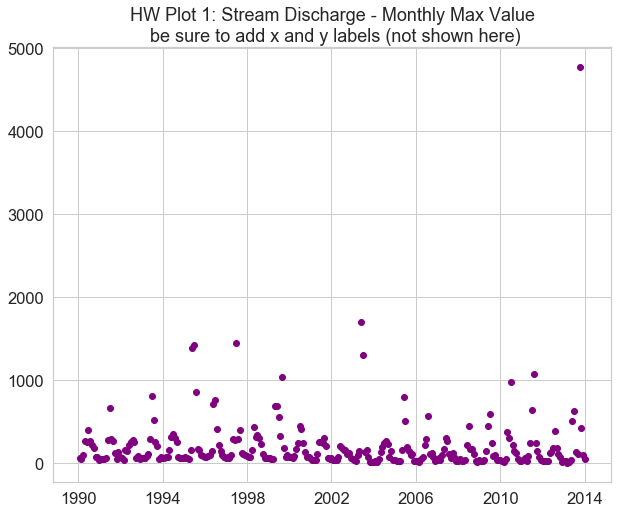 HW Plot 1: Stream Discharge - Monthly Max Value
be sure to add x and y labels (not shown here)
5000
4000
3000
2000
1000
0
1990 1994 1998 2002 2006 2010 2014